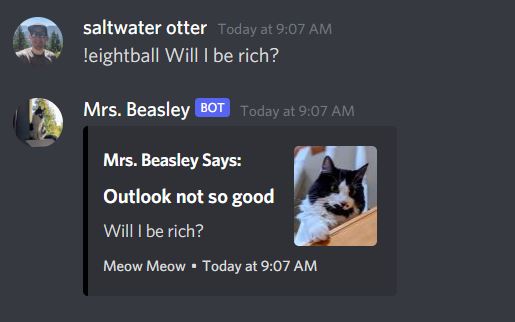 saltwater otter Today at 9:07 AM
!eightball Will I be rich?
Mrs. Beasley BOT Today at 9:07 AM
Mrs. Beasley Says:
Outlook not so good
Will I be rich?
Meow Meow • Today at 9:07 AM